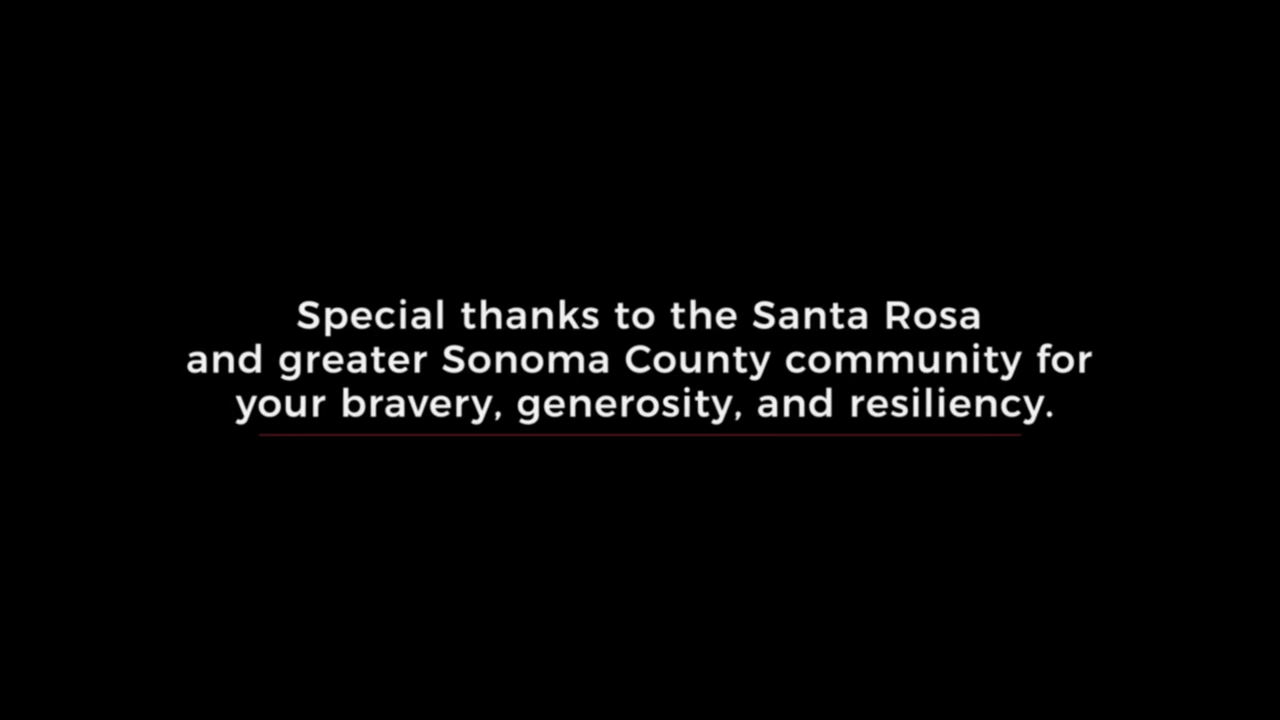 Special thanks to the Santa Rosa
and greater Sonoma County community for
your bravery, generosity, and resiliency.